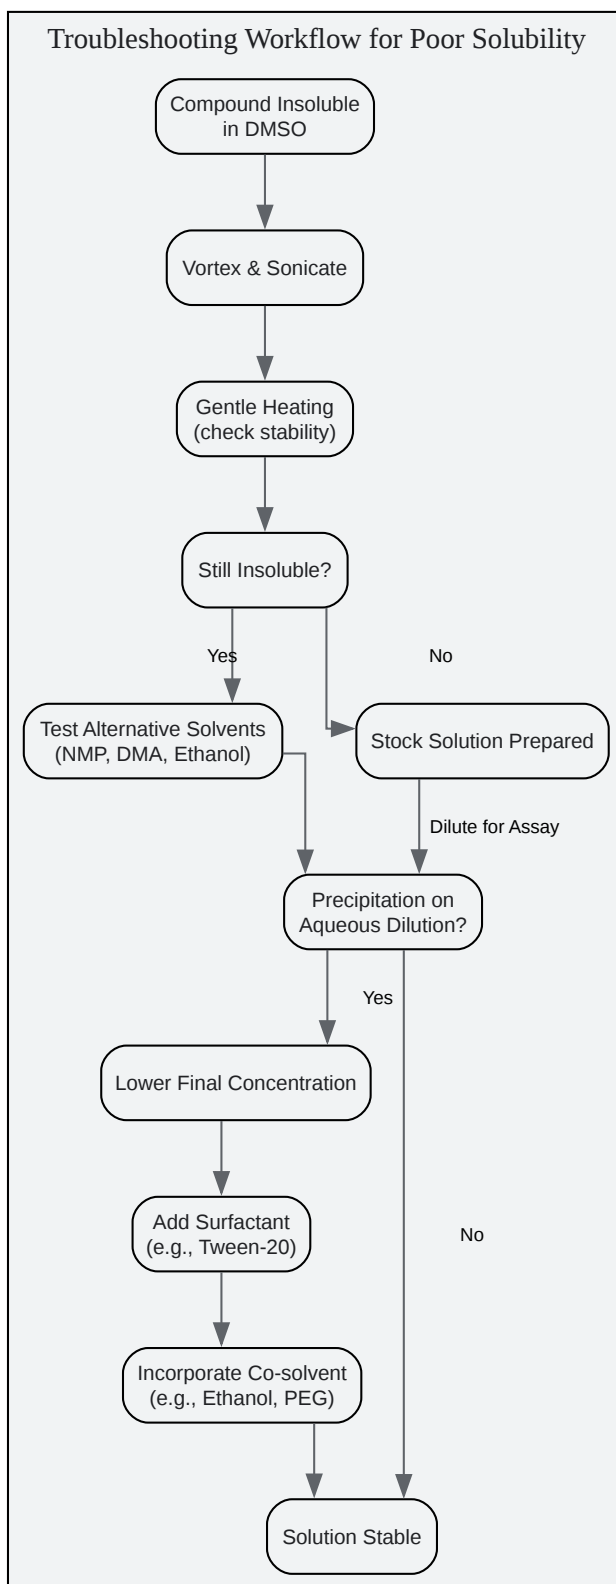 Troubleshooting Workflow for Poor Solubility
Compound Insoluble
in DMSO
Vortex & Sonicate
Gentle Heating
(check stability)
Still Insoluble?
Yes
No
Test Alternative Solvents
(NMP, DMA, Ethanol)
Stock Solution Prepared
Dilute for Assay
Precipitation on
Aqueous Dilution?
Yes
Lower Final Concentration
Add Surfactant
(e.g., Tween-20)
No
Incorporate Co-solvent
(e.g., Ethanol, PEG)
Solution Stable